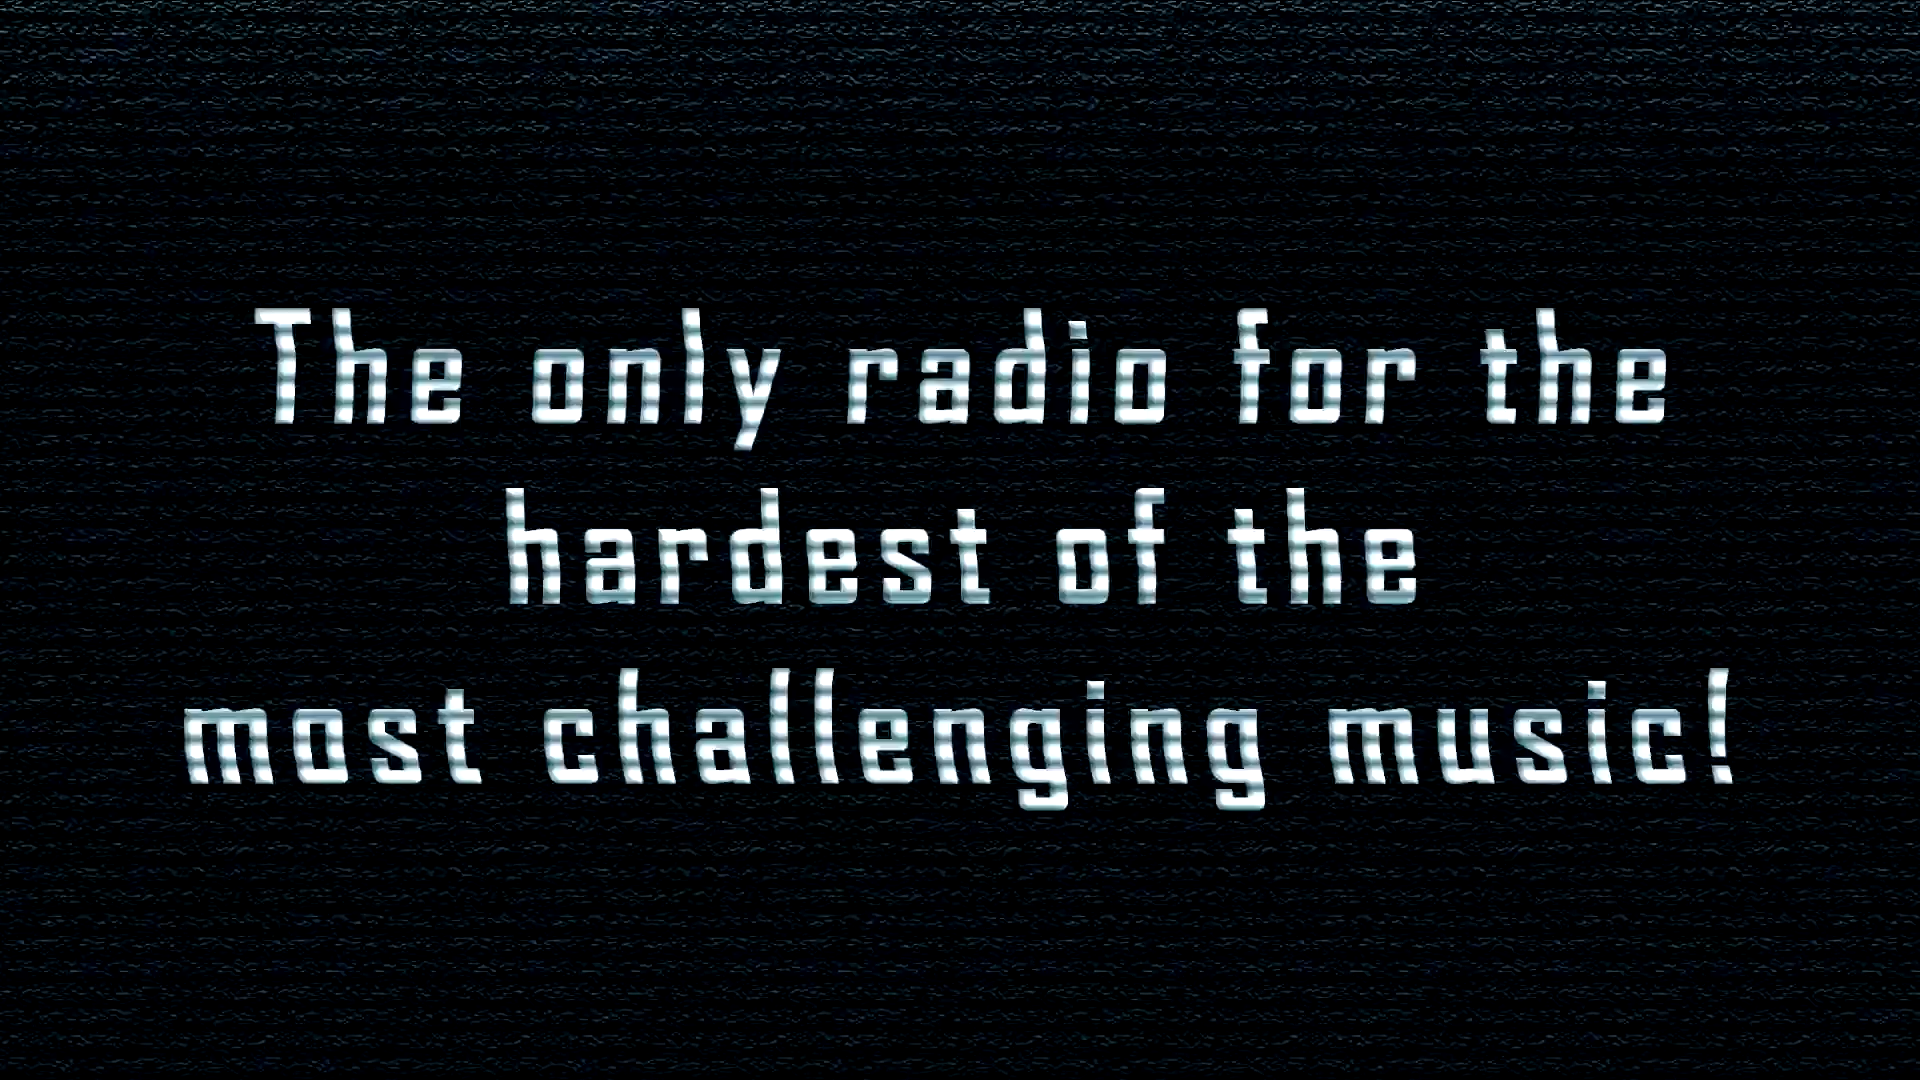 The only radio for the
hardest of the
most challenging music!